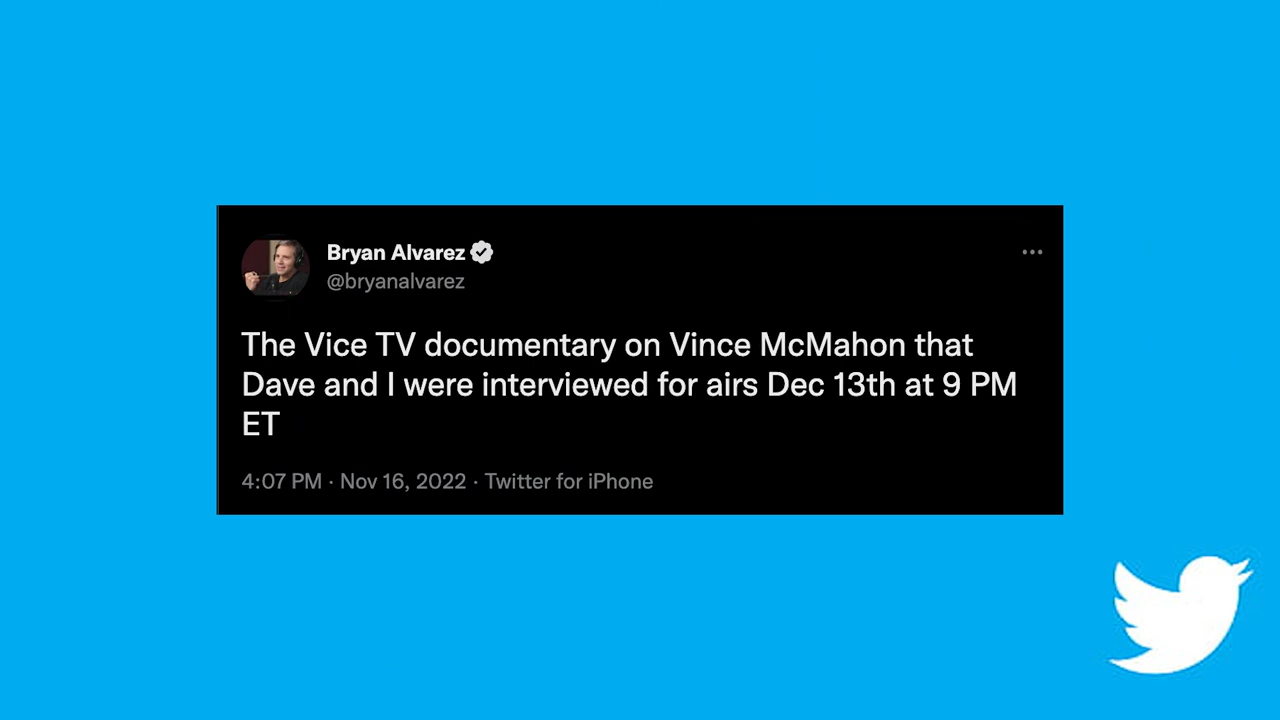 Bryan Alvarez
@bryanalvarez
The Vice TV documentary on Vince McMahon that
Dave and I were interviewed for airs Dec 13th at 9 PM
ET
4:07 PM · Nov 16, 2022 · Twitter for iPhone